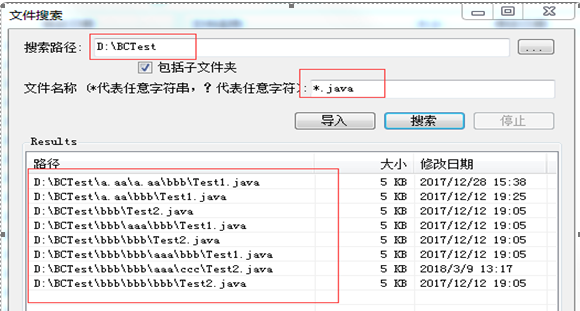 文件搜索
搜索路径: D:\BCTest ...
包括子文件夹
文件名称 (*代表任意字符串,? 代表任意字符): *.java
导入 搜索 停止
Results
路径 大小 修改日期
D:\BCTest\a.aa\a.aa\bbb\Test1.java 5 KB 2017/12/28 15:38
D:\BCTest\a.aa\bbb\Test1.java 5 KB 2017/12/12 19:25
D:\BCTest\bbb\Test2.java 5 KB 2017/12/12 19:05
D:\BCTest\bbb\aaa\bbb\Test1.java 5 KB 2017/12/12 19:05
D:\BCTest\bbb\bbb\Test2.java 5 KB 2017/12/12 19:05
D:\BCTest\bbb\bbb\aaa\bbb\Test1.java 5 KB 2017/12/12 19:05
D:\BCTest\bbb\bbb\aaa\ccc\Test2.java 5 KB 2018/3/9 13:17
D:\BCTest\bbb\bbb\bbb\Test2.java 5 KB 2017/12/12 19:05